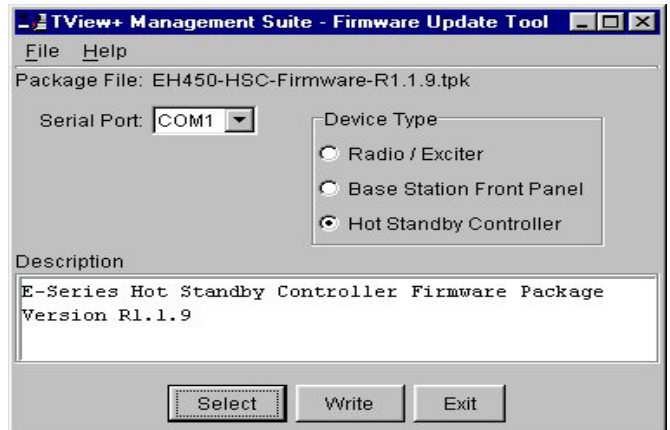 TView+ Management Suite - Firmware Update Tool
File Help
Package File: EH450-HSC-Firmware-R1.1.9.tpk
Serial Port: COM1
Device Type
Radio / Exciter
Base Station Front Panel
Hot Standby Controller
Description
E-Series Hot Standby Controller Firmware Package
Version R1.1.9
Select Write Exit